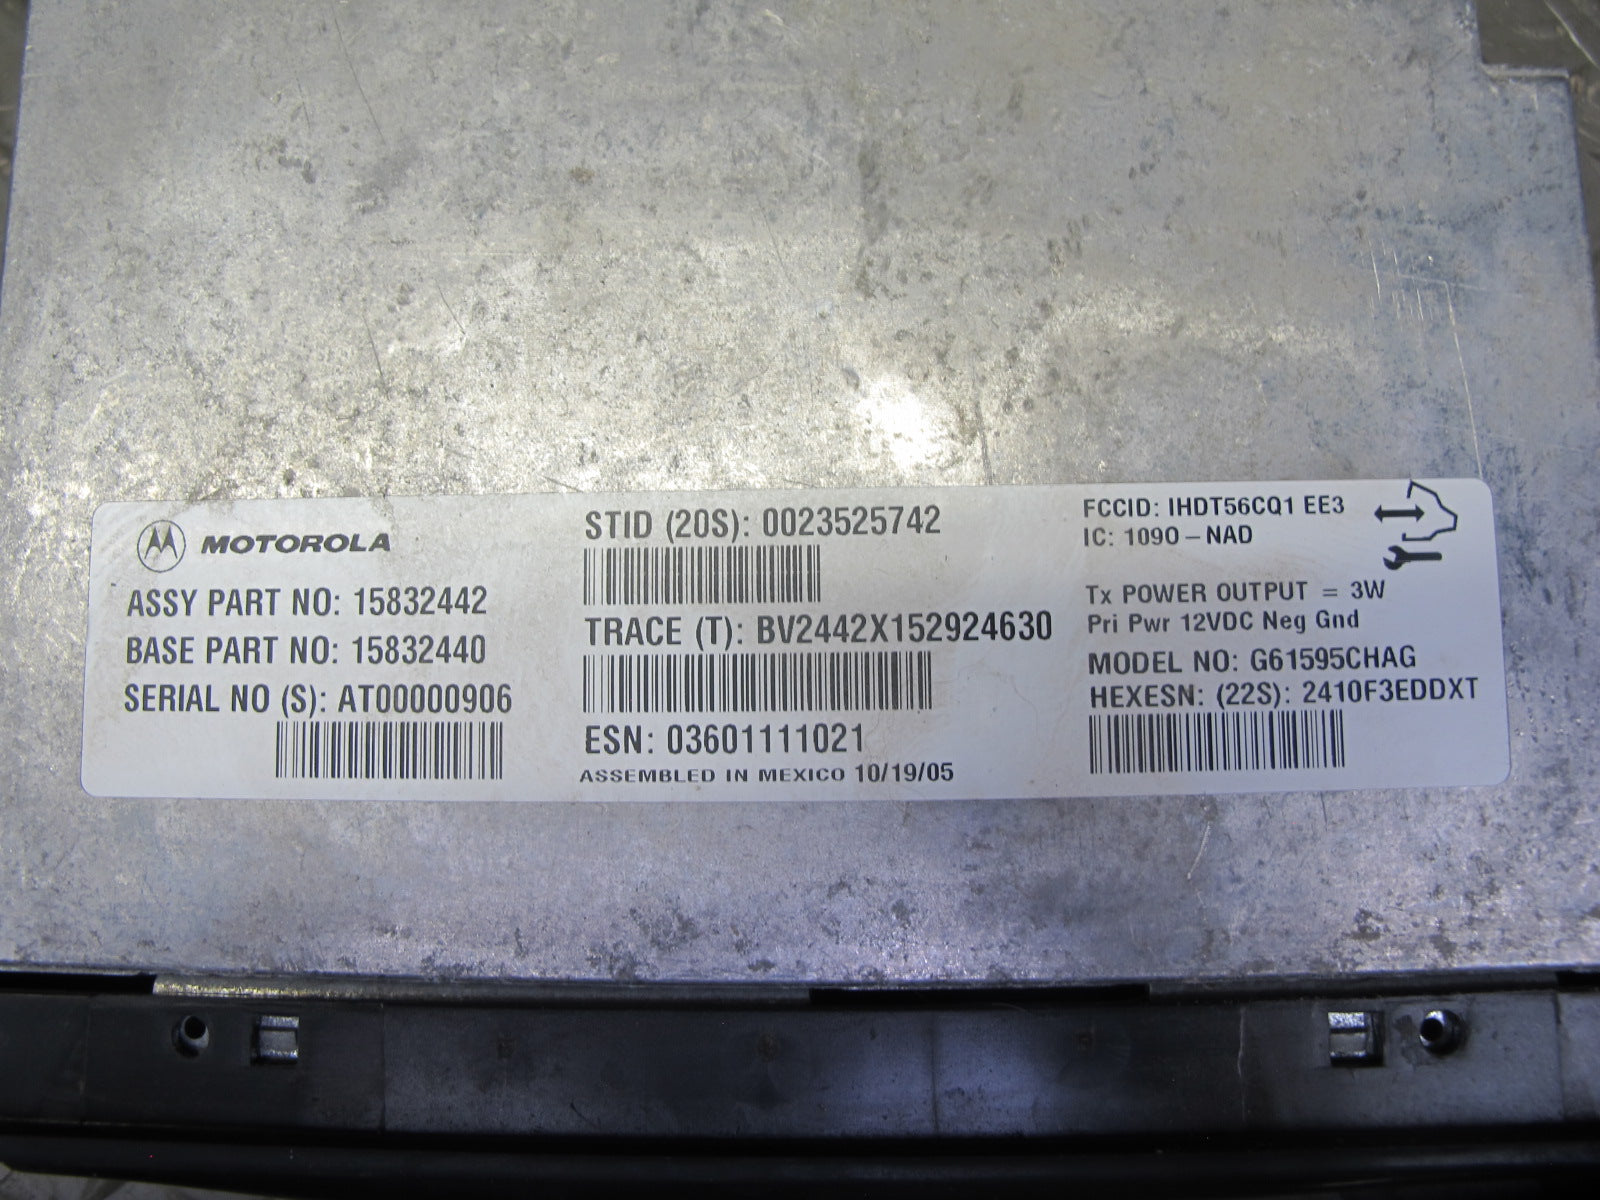 MOTOROLA
ASSY PART NO: 15832442
BASE PART NO: 15832440
SERIAL NO (S): AT00000906
STID (20S): 0023525742
TRACE (T): BV2442X152924630
ESN: 03601111021
ASSEMBLED IN MEXICO 10/19/05
FCCID: IHDT56CQ1 EE3
IC: 109O – NAD
Tx POWER OUTPUT = 3W
Pri Pwr 12VDC Neg Gnd
MODEL NO: G61595CHAG
HEXESN: (22S): 2410F3EDDXT